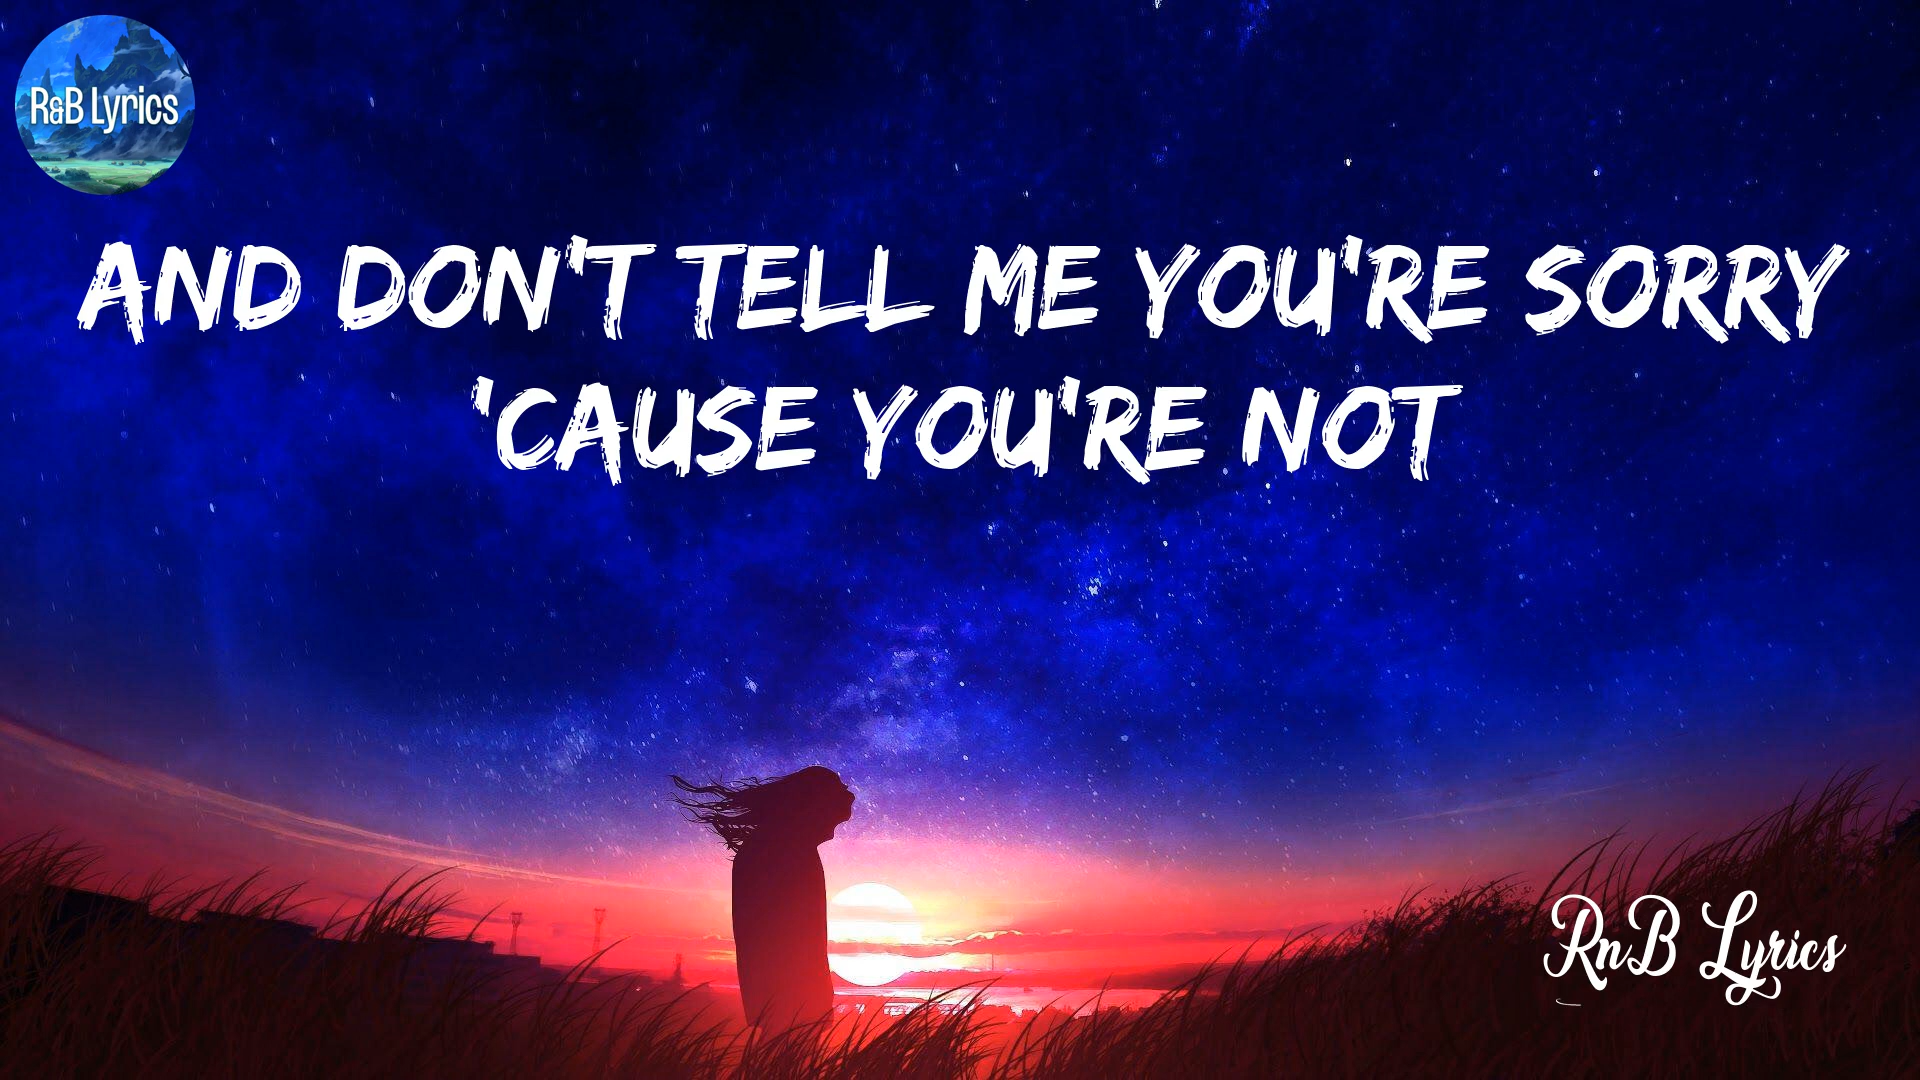 R&B Lyrics
AND DON'T TELL ME YOU'RE SORRY
'CAUSE YOU'RE NOT
RnB Lyrics